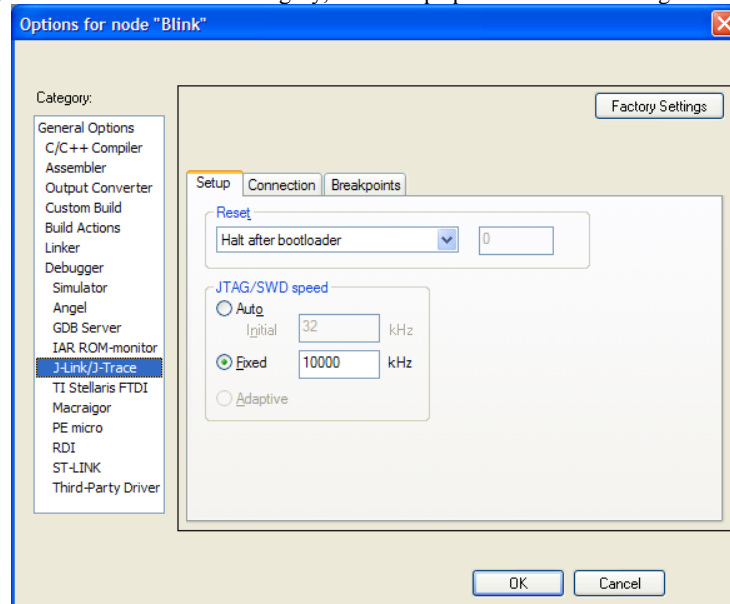 Options for node "Blink"
Category:
Factory Settings
General Options
C/C++ Compiler
Assembler
Output Converter
Custom Build
Build Actions
Linker
Debugger
Simulator
Angel
GDB Server
IAR ROM-monitor
J-Link/J-Trace
TI Stellaris FTDI
Macraigor
PE micro
RDI
ST-LINK
Third-Party Driver
Setup Connection Breakpoints
Reset
Halt after bootloader 0
JTAG/SWD speed
Auto
Initial 32 kHz
Fixed 10000 kHz
Adaptive
OK Cancel